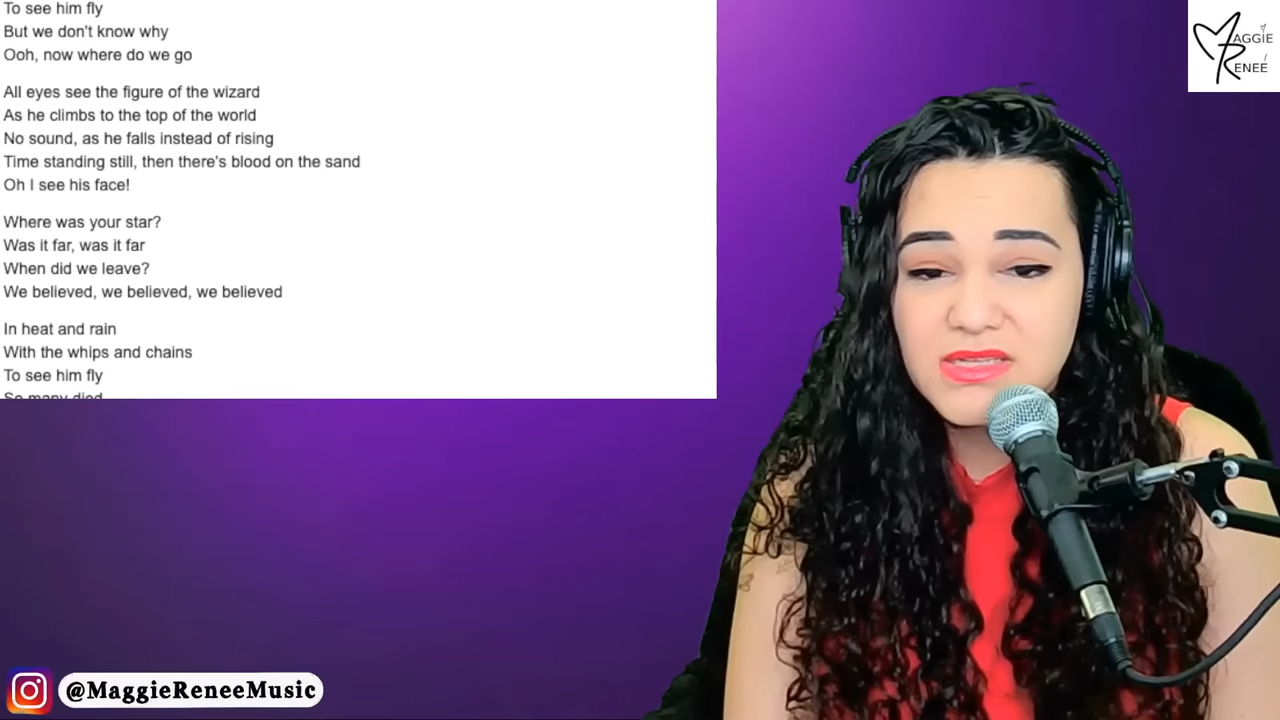 To see him fly
But we don't know why
Ooh, now where do we go
All eyes see the figure of the wizard
As he climbs to the top of the world
No sound, as he falls instead of rising
Time standing still, then there's blood on the sand
Oh I see his face!
Where was your star?
Was it far, was it far
When did we leave?
We believed, we believed, we believed
In heat and rain
With the whips and chains
To see him fly
So many died
MAGGIE
RENEE
@MaggieReneeMusic